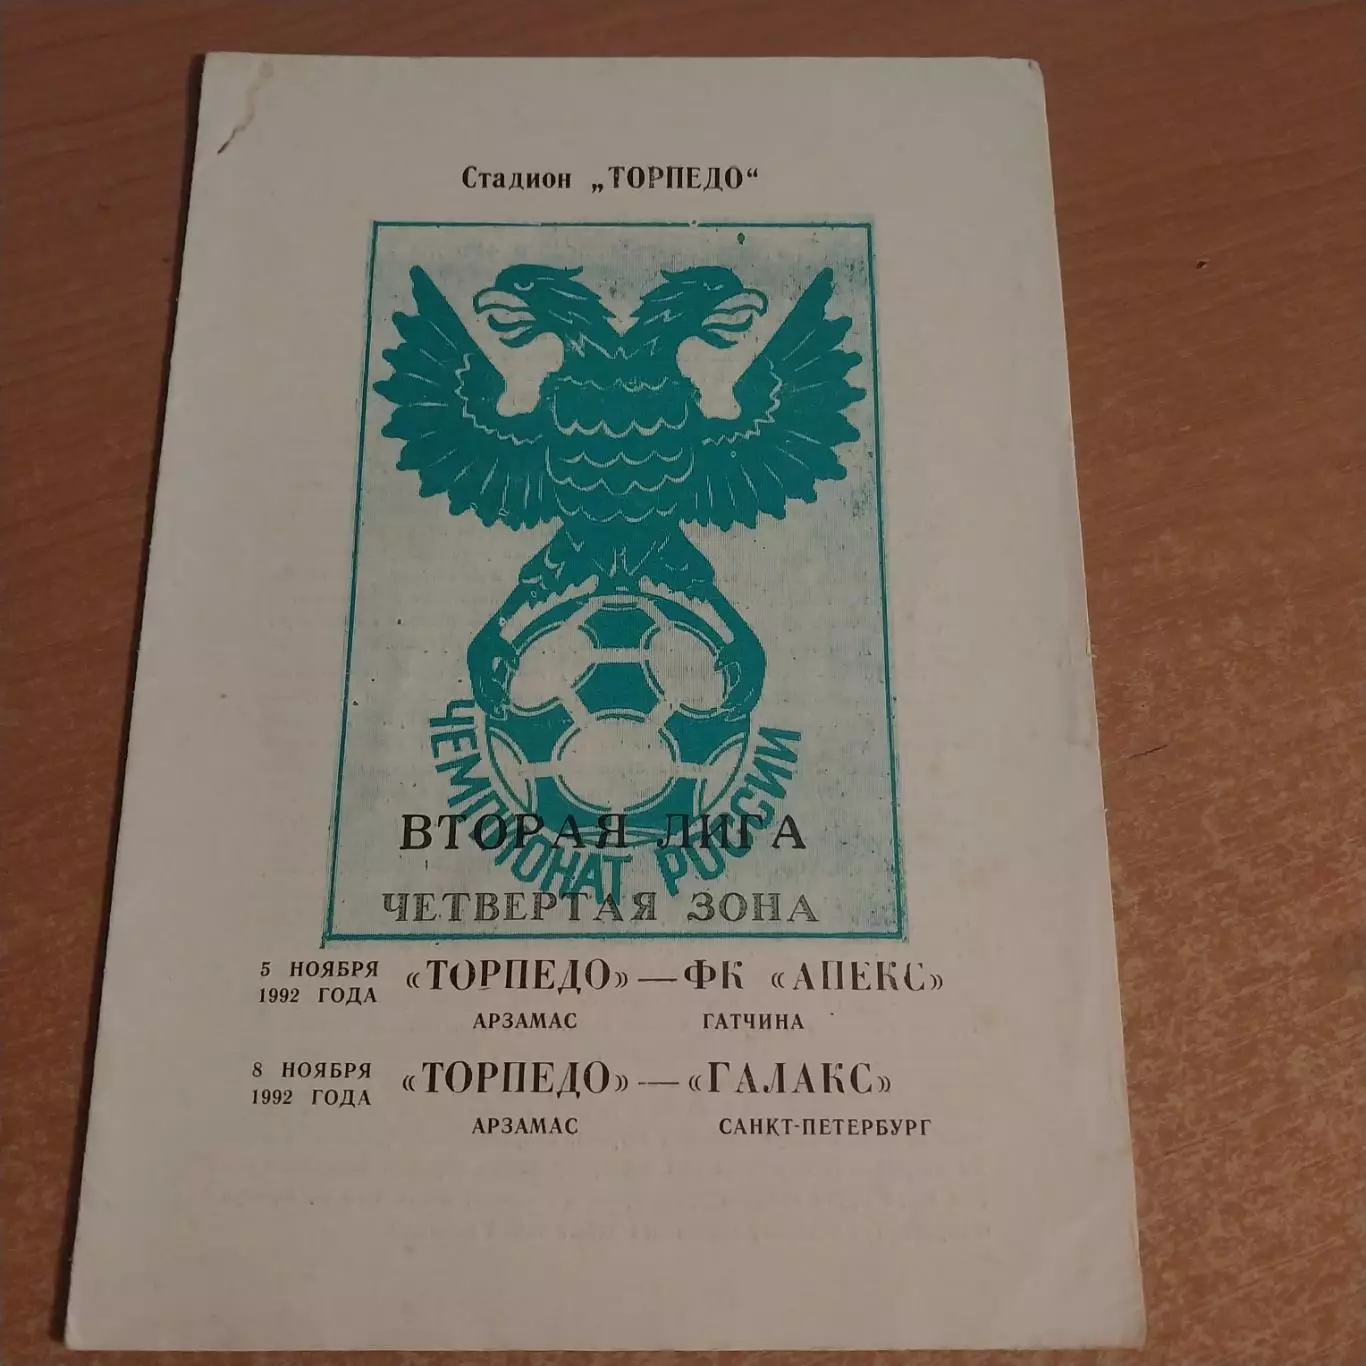 Стадион „ТОРПЕДО“
ЧЕМПИОНАТ РОССИИ
ВТОРАЯ ЛИГА
ЧЕТВЕРТАЯ ЗОНА
5 НОЯБРЯ 1992 ГОДА «ТОРПЕДО» — ФК «АПЕКС»
АРЗАМАС ГАТЧИНА
8 НОЯБРЯ 1992 ГОДА «ТОРПЕДО» — «ГАЛАКС»
АРЗАМАС САНКТ-ПЕТЕРБУРГ